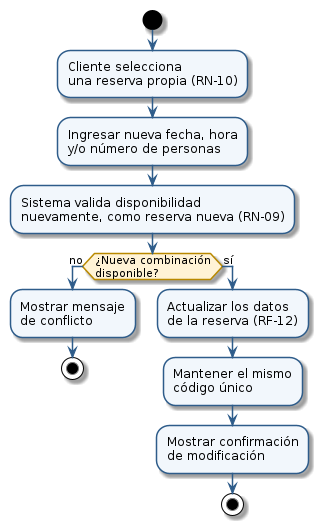 Cliente selecciona
una reserva propia (RN-10)
Ingresar nueva fecha, hora
y/o número de personas
Sistema valida disponibilidad
nuevamente, como reserva nueva (RN-09)
no
¿Nueva combinación
disponible?
sí
Mostrar mensaje
de conflicto
Actualizar los datos
de la reserva (RF-12)
Mantener el mismo
código único
Mostrar confirmación
de modificación